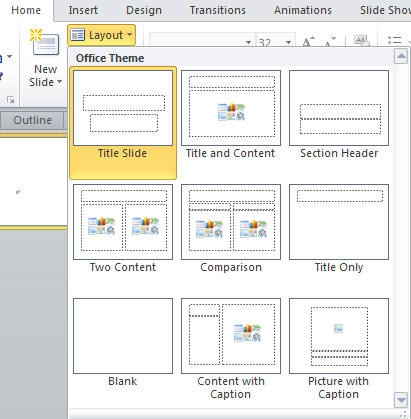 Home Insert Design Transitions Animations Slide Show
New
Slide
Layout
32
A
Outline
Office Theme
Title Slide Title and Content Section Header
Two Content Comparison Title Only
Blank Content with
Caption Picture with
Caption